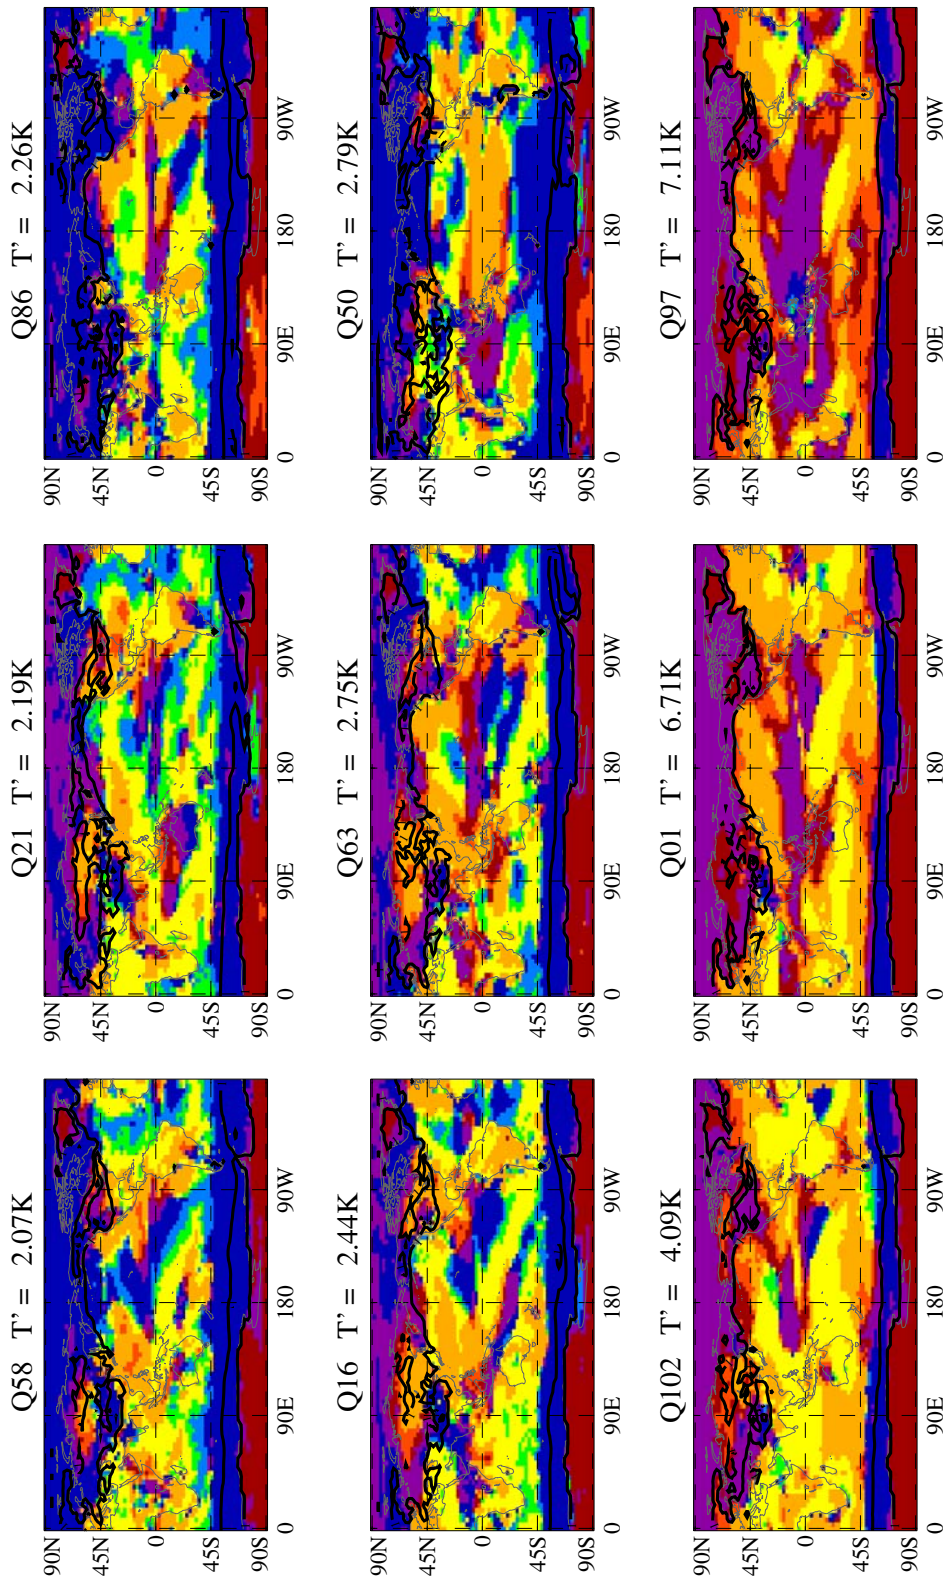 Q58 T' = 2.07K
Q21 T' = 2.19K
Q86 T' = 2.26K
90N 90N 90N
45N 45N 45N
0 0 0
45S 45S 45S
90S 90S 90S
0 90E 180 90W 0 90E 180 90W 0 90E 180 90W
Q16 T' = 2.44K
Q63 T' = 2.75K
Q50 T' = 2.79K
90N 90N 90N
45N 45N 45N
0 0 0
45S 45S 45S
90S 90S 90S
0 90E 180 90W 0 90E 180 90W 0 90E 180 90W
Q102 T' = 4.09K
Q01 T' = 6.71K
Q97 T' = 7.11K
90N 90N 90N
45N 45N 45N
0 0 0
45S 45S 45S
90S 90S 90S
0 90E 180 90W 0 90E 180 90W 0 90E 180 90W